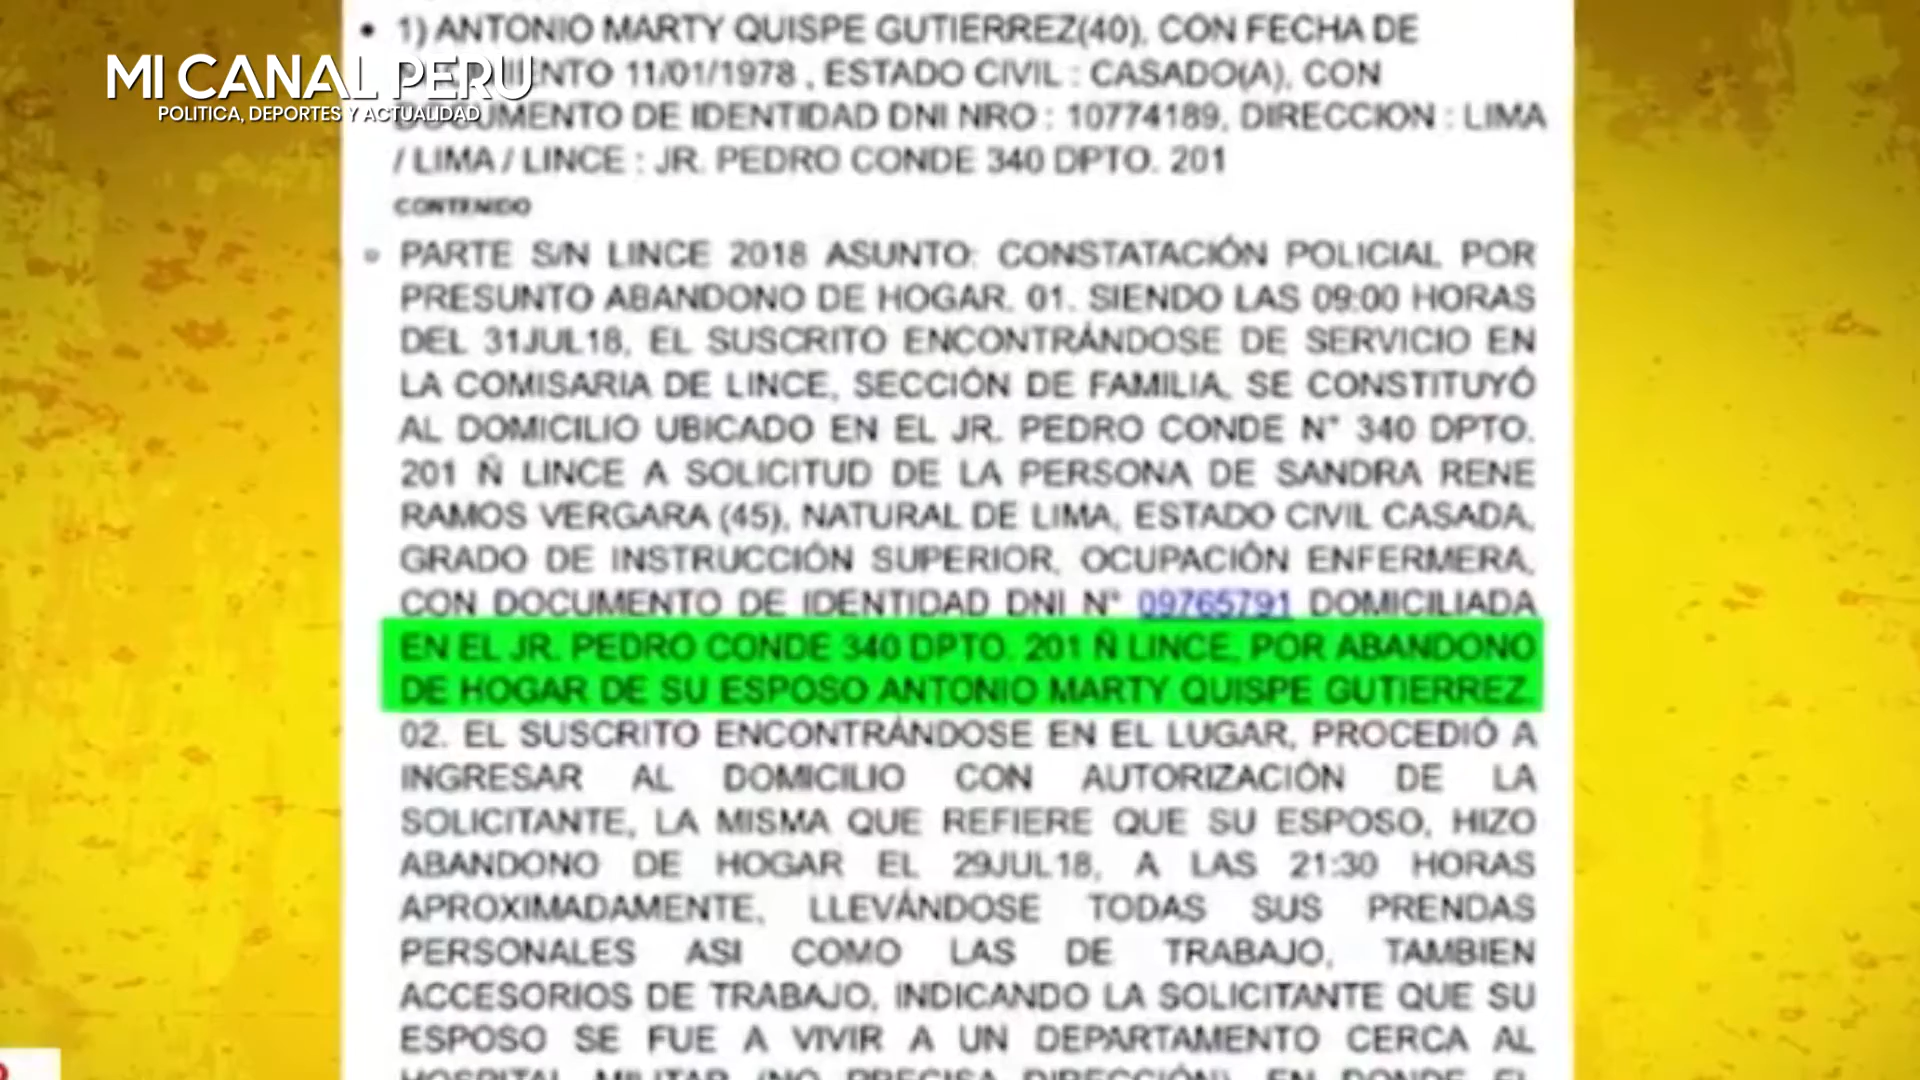 1) ANTONIO MARTY QUISPE GUTIERREZ(40), CON FECHA DE
MI CANAL PERU
POLITICA, DEPORTES Y ACTUALIDAD
11/01/1978 , ESTADO CIVIL : CASADO(A), CON
DOCUMENTO DE IDENTIDAD DNI NRO : 10774189, DIRECCION : LIMA
/ LIMA / LINCE : JR. PEDRO CONDE 340 DPTO. 201
CONTENIDO
PARTE S/N LINCE 2018 ASUNTO: CONSTATACIÓN POLICIAL POR
PRESUNTO ABANDONO DE HOGAR. 01. SIENDO LAS 09:00 HORAS
DEL 31JUL18, EL SUSCRITO ENCONTRÁNDOSE DE SERVICIO EN
LA COMISARIA DE LINCE, SECCIÓN DE FAMILIA, SE CONSTITUYÓ
AL DOMICILIO UBICADO EN EL JR. PEDRO CONDE N° 340 DPTO.
201 Ñ LINCE A SOLICITUD DE LA PERSONA DE SANDRA RENE
RAMOS VERGARA (45), NATURAL DE LIMA, ESTADO CIVIL CASADA,
GRADO DE INSTRUCCIÓN SUPERIOR, OCUPACIÓN ENFERMERA,
CON DOCUMENTO DE IDENTIDAD DNI N° 09765791 DOMICILIADA
EN EL JR. PEDRO CONDE 340 DPTO. 201 Ñ LINCE, POR ABANDONO
DE HOGAR DE SU ESPOSO ANTONIO MARTY QUISPE GUTIERREZ.
02. EL SUSCRITO ENCONTRÁNDOSE EN EL LUGAR, PROCEDIÓ A
INGRESAR AL DOMICILIO CON AUTORIZACIÓN DE LA
SOLICITANTE, LA MISMA QUE REFIERE QUE SU ESPOSO, HIZO
ABANDONO DE HOGAR EL 29JUL18, A LAS 21:30 HORAS
APROXIMADAMENTE, LLEVÁNDOSE TODAS SUS PRENDAS
PERSONALES ASI COMO LAS DE TRABAJO, TAMBIEN
ACCESORIOS DE TRABAJO, INDICANDO LA SOLICITANTE QUE SU
ESPOSO SE FUE A VIVIR A UN DEPARTAMENTO CERCA AL
HOSPITAL MILITAR (NO PRECISA DIRECCIÓN), EN DONDE EL